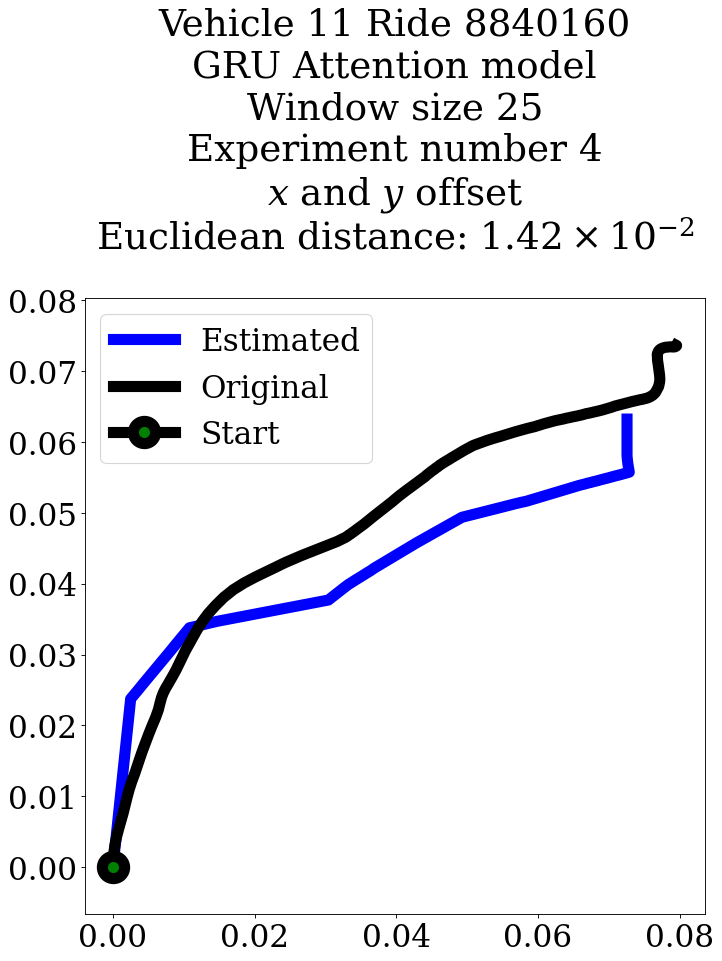 Vehicle 11 Ride 8840160
GRU Attention model
Window size 25
Experiment number 4
x and y offset
Euclidean distance: 1.42 × 10⁻²
0.08
0.07
0.06
0.05
0.04
0.03
0.02
0.01
0.00
Estimated
Original
Start
0.00 0.02 0.04 0.06 0.08